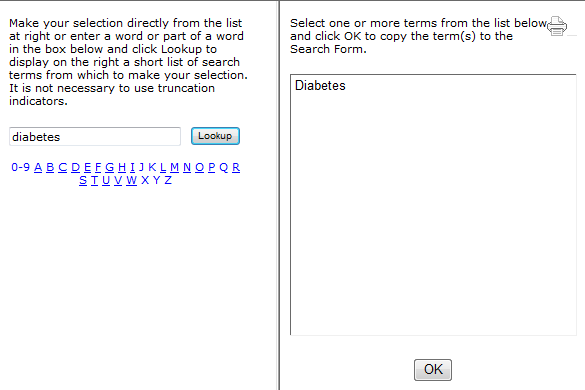 Make your selection directly from the list
at right or enter a word or part of a word
in the box below and click Lookup to
display on the right a short list of search
terms from which to make your selection.
It is not necessary to use truncation
indicators.
diabetes
Lookup
0-9 A B C D E F G H I J K L M N O P Q R
S T U V W X Y Z
Select one or more terms from the list below
and click OK to copy the term(s) to the
Search Form.
Diabetes
OK